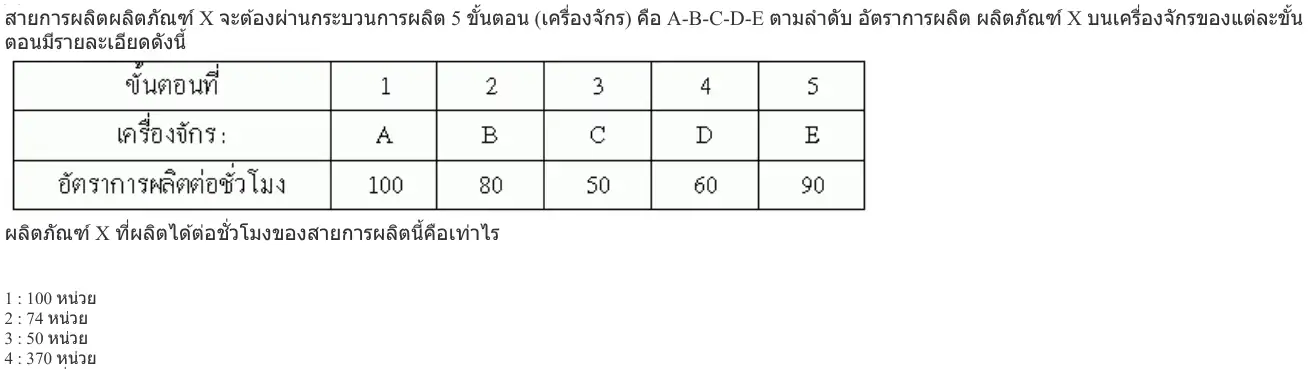 สายการผลิตผลิตภัณฑ์ X จะต้องผ่านกระบวนการผลิต 5 ขั้นตอน (เครื่องจักร) คือ A-B-C-D-E ตามลำดับ อัตราการผลิต ผลิตภัณฑ์ X บนเครื่องจักรของแต่ละขั้น
ตอนมีรายละเอียดดังนี้
ขั้นตอนที่ 1 2 3 4 5
เครื่องจักร : A B C D E
อัตราการผลิตต่อชั่วโมง 100 80 50 60 90
ผลิตภัณฑ์ X ที่ผลิตได้ต่อชั่วโมงของสายการผลิตนี้คือเท่าไร
1 : 100 หน่วย
2 : 74 หน่วย
3 : 50 หน่วย
4 : 370 หน่วย